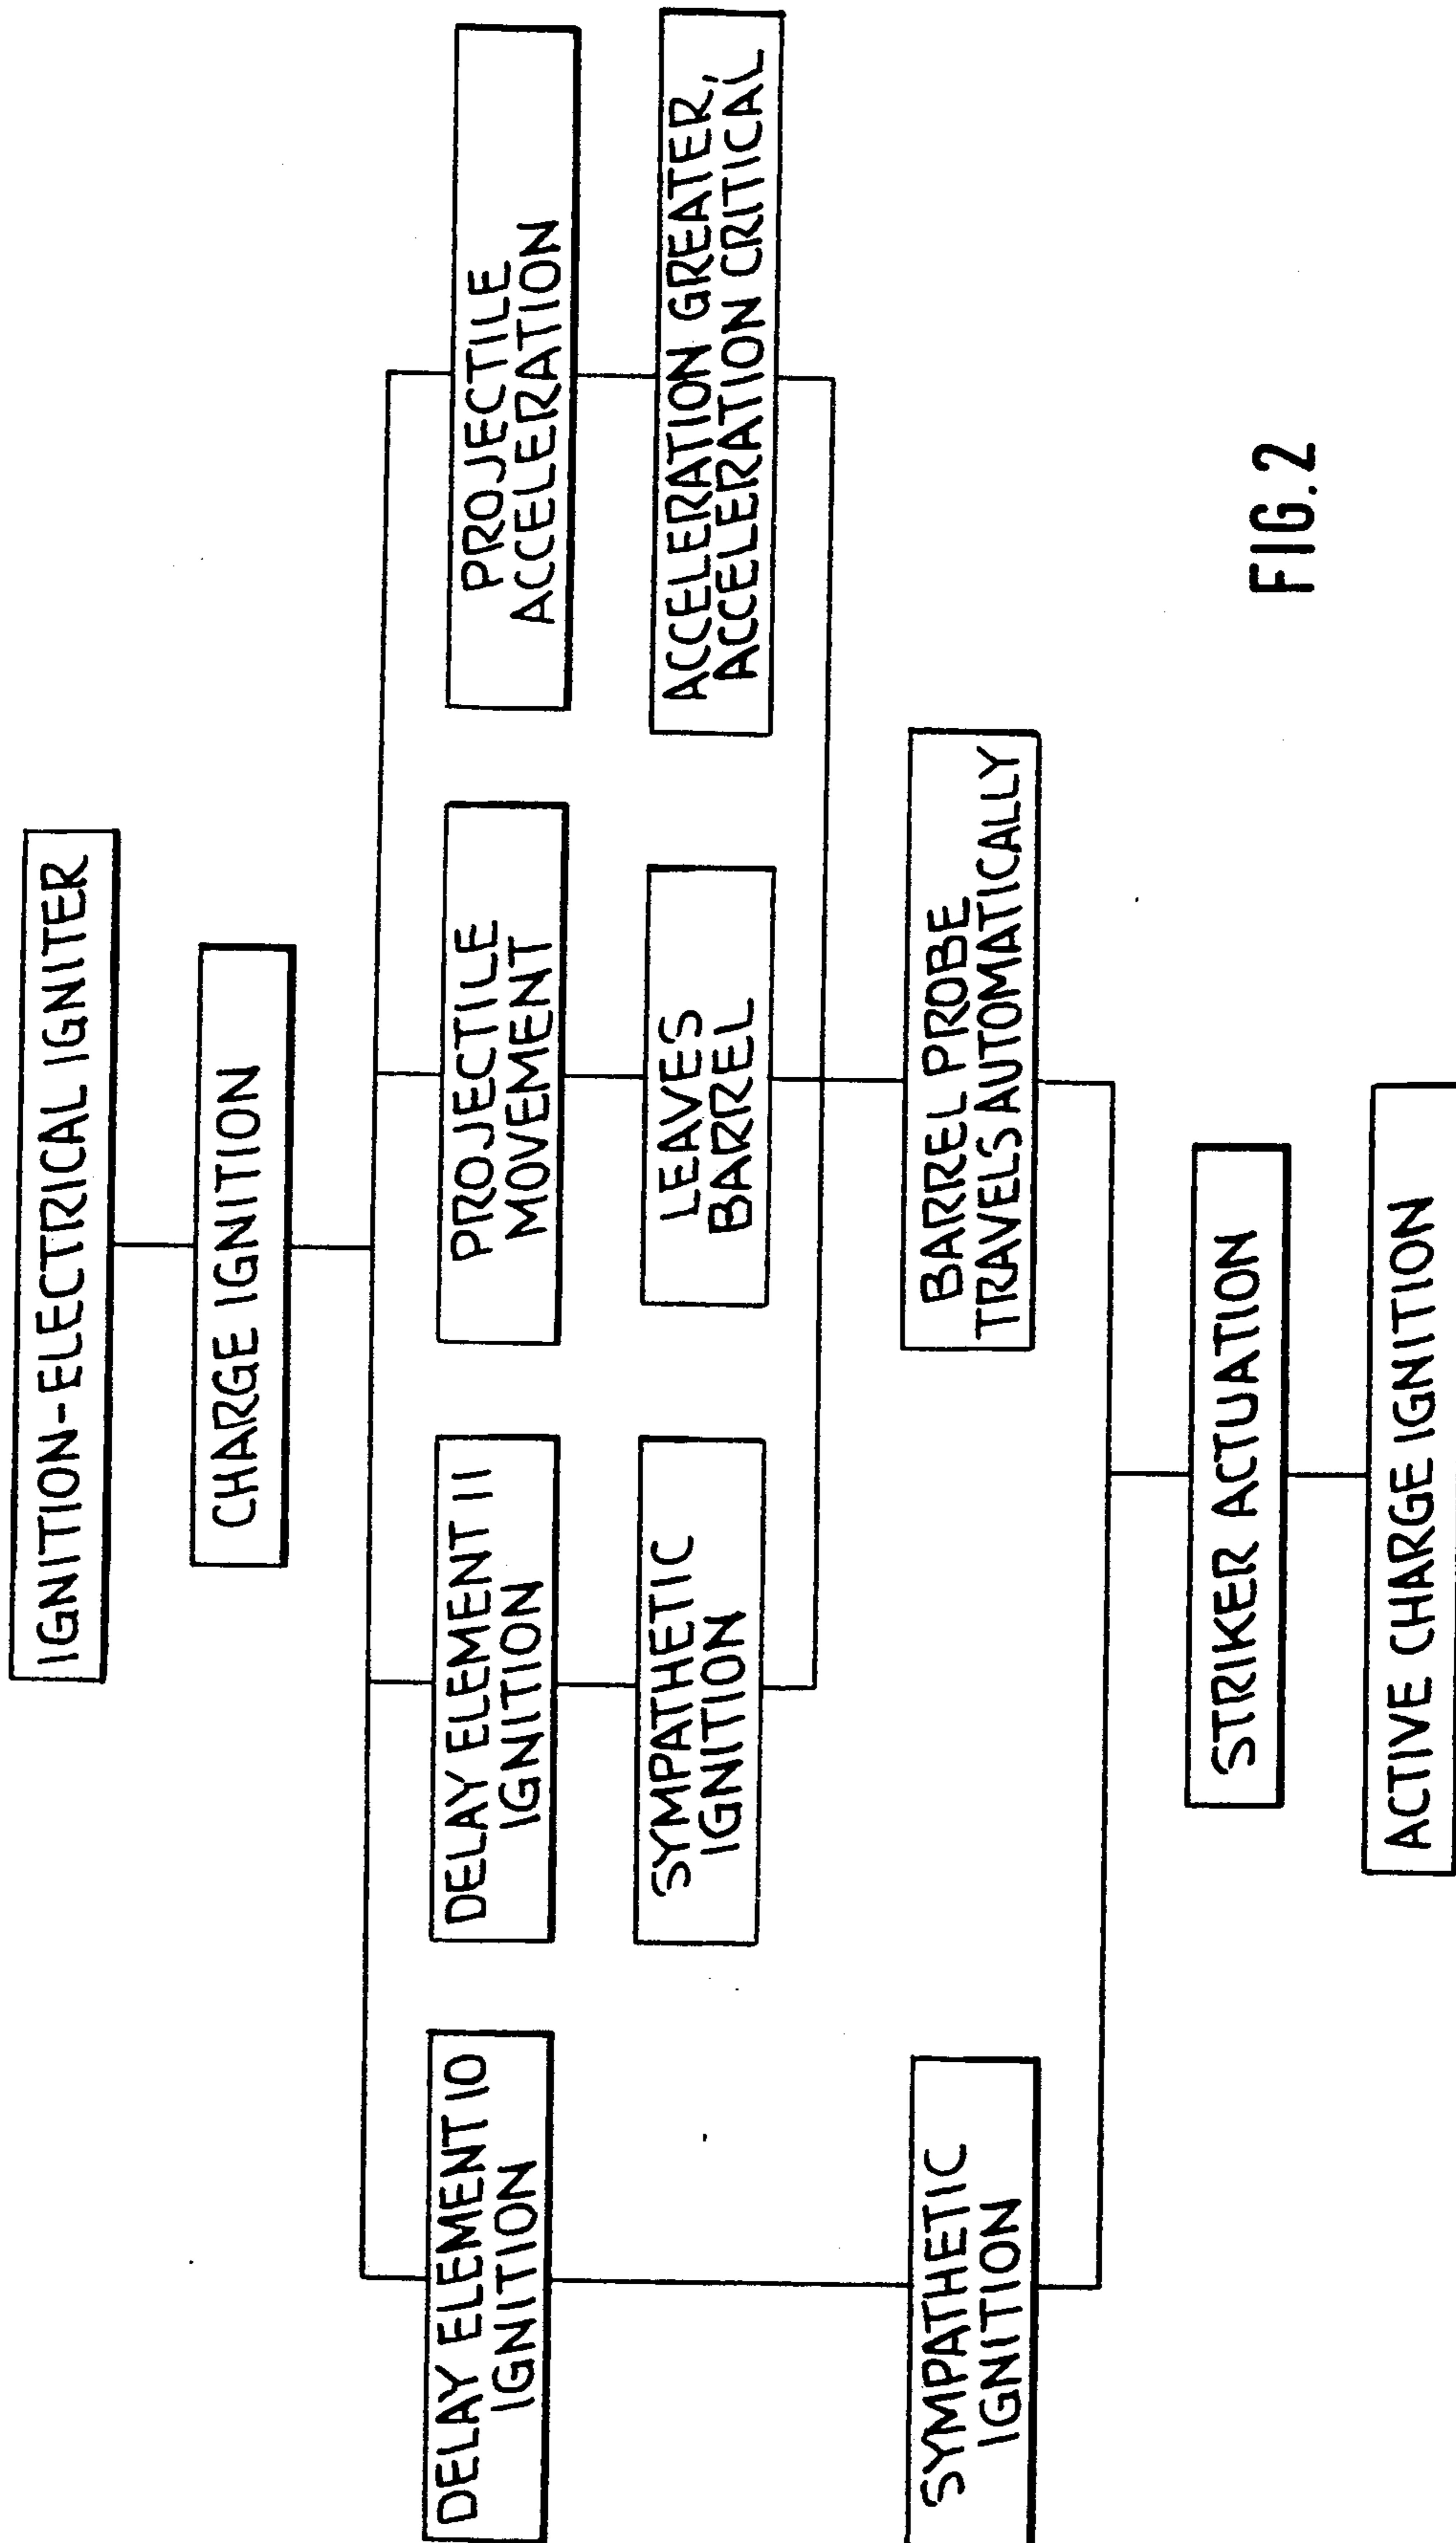 IGNITION-ELECTRICAL IGNITER
CHARGE IGNITION
DELAY ELEMENT 10
IGNITION
DELAY ELEMENT 11
IGNITION
PROJECTILE
MOVEMENT
PROJECTILE
ACCELERATION
SYMPATHETIC
IGNITION
LEAVES
BARREL
ACCELERATION GREATER,
ACCELERATION CRITICAL
SYMPATHETIC
IGNITION
BARREL PROBE
TRAVELS AUTOMATICALLY
STRIKER ACTUATION
ACTIVE CHARGE IGNITION
FIG.2